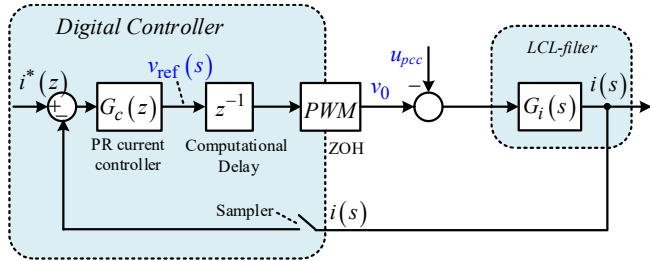 Digital Controller
LCL-filter
i*(z)
v_ref(s)
u_pcc
+
−
G_c(z)
z⁻¹
PWM
v_0
−
G_i(s)
i(s)
PR current
controller
Computational
Delay
ZOH
Sampler
i(s)